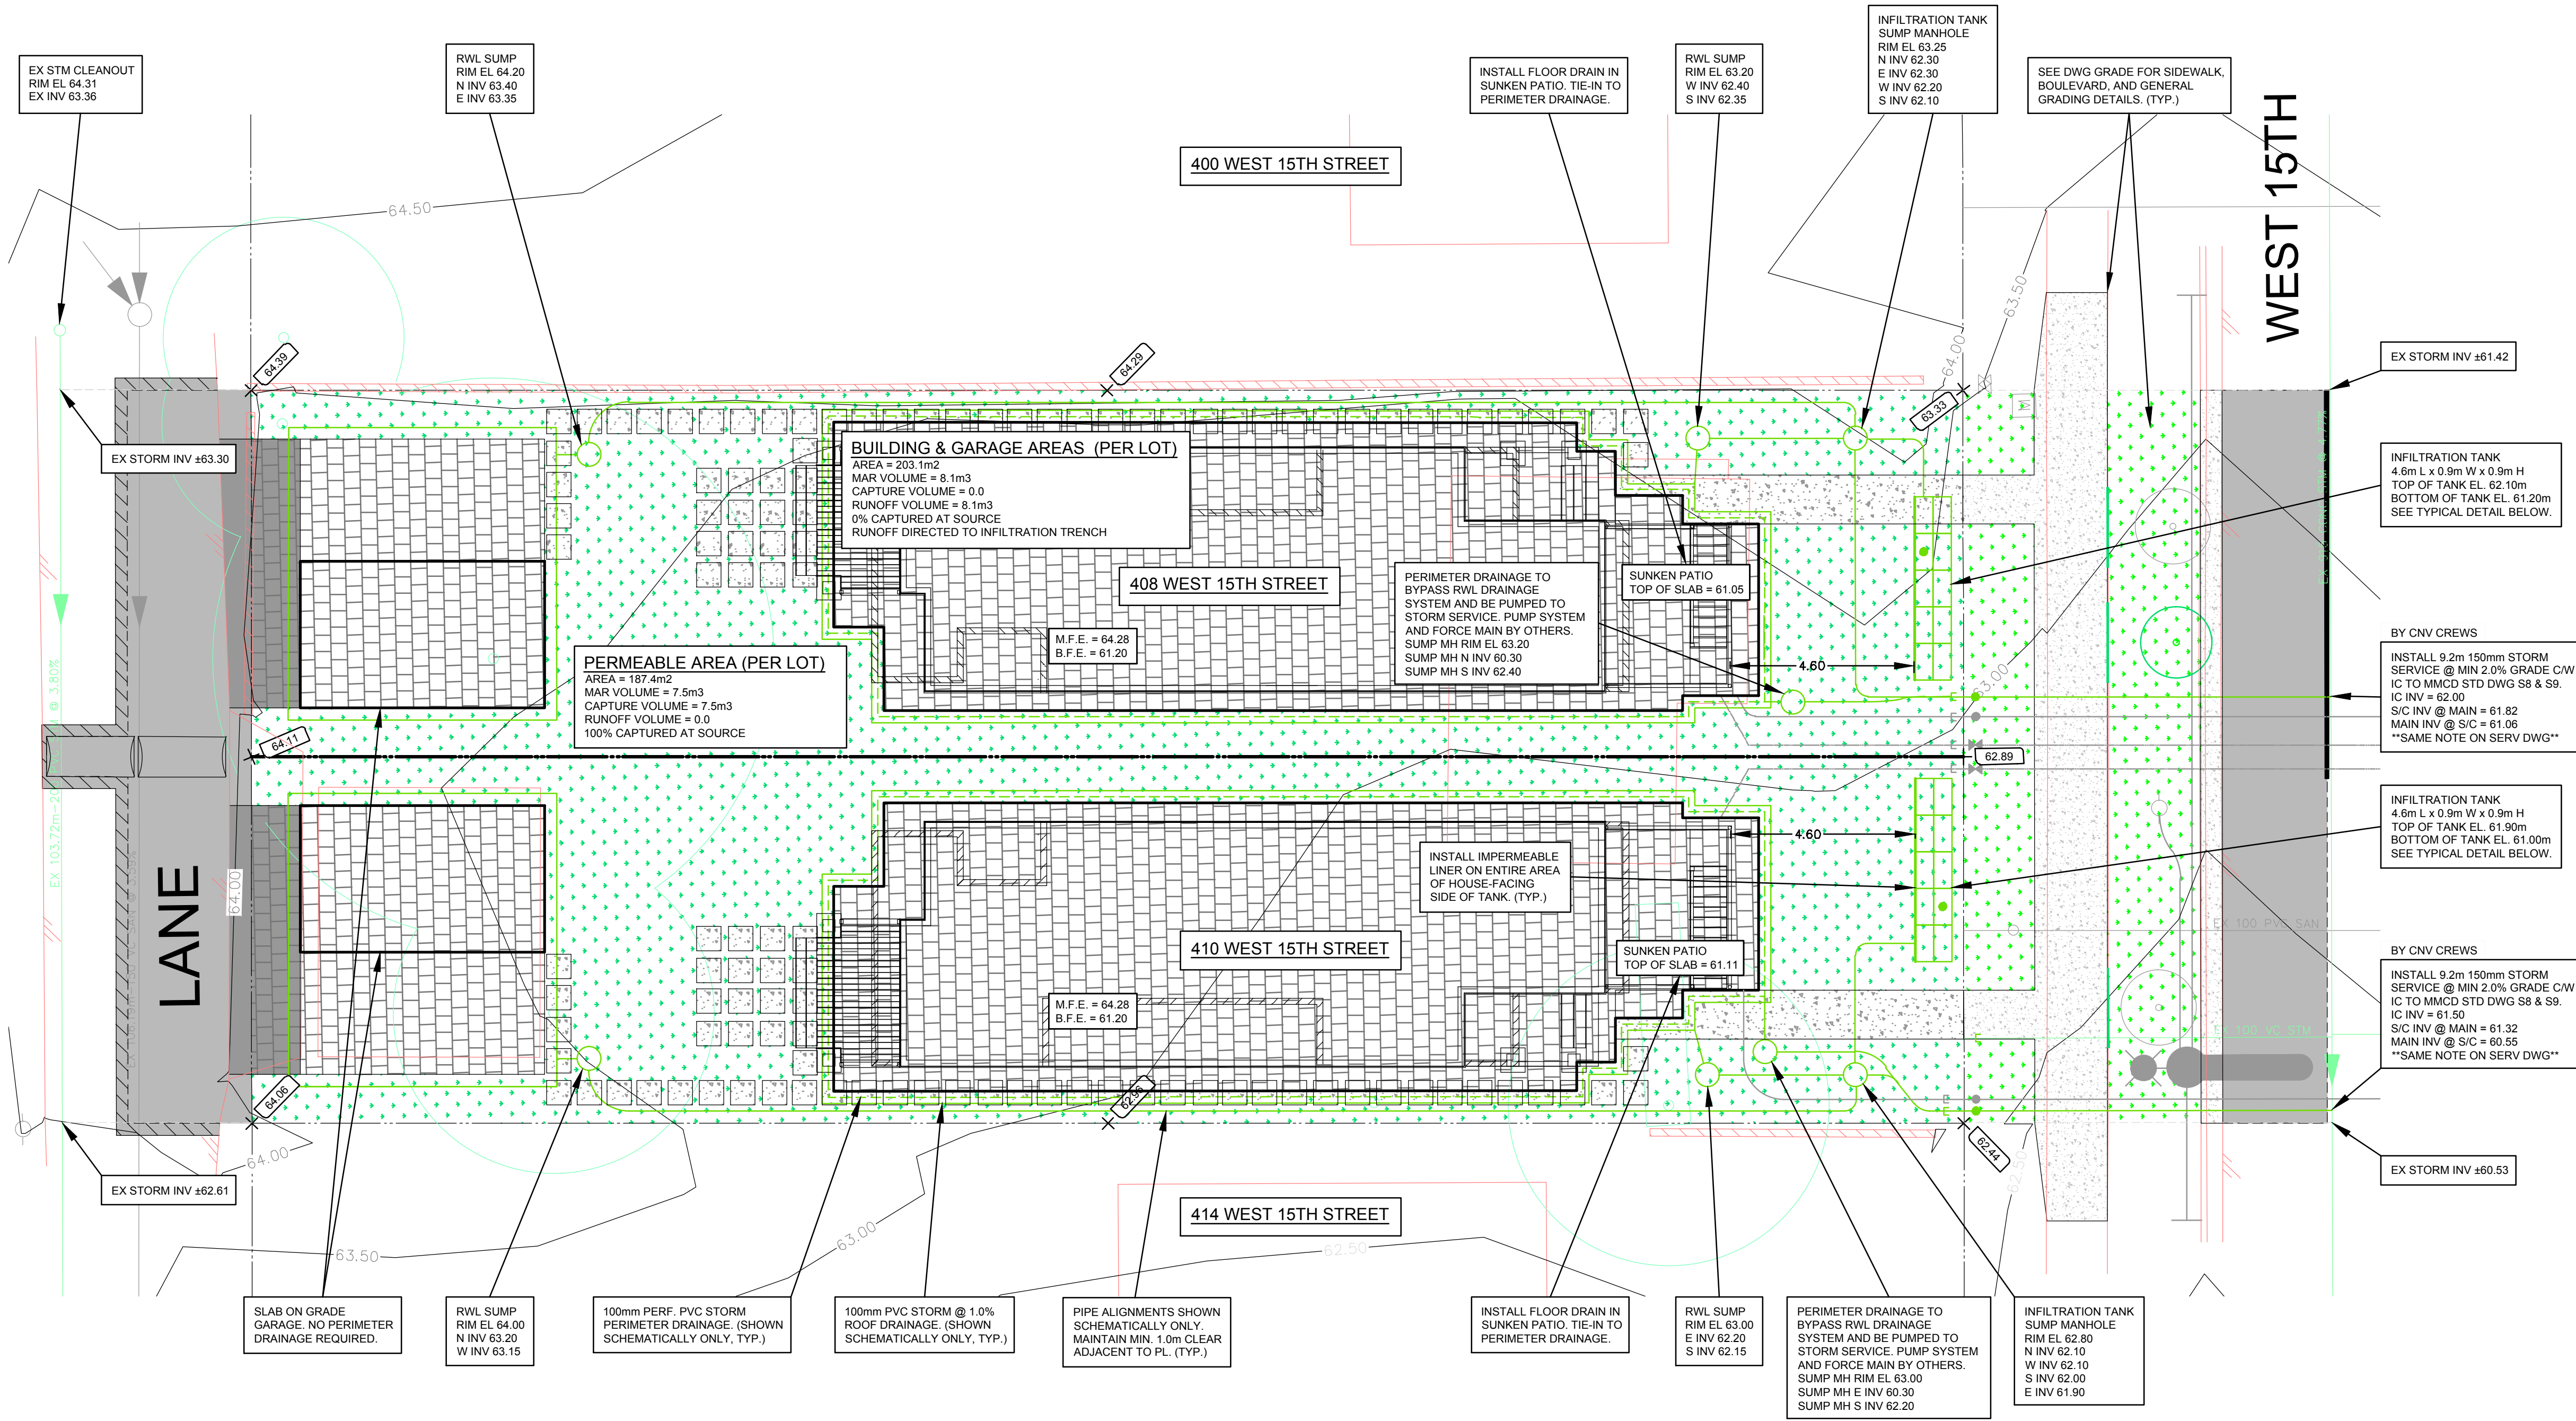 EX STM CLEANOUT
RIM EL 64.31
EX INV 63.36
RWL SUMP
RIM EL 64.20
N INV 63.40
E INV 63.35
INSTALL FLOOR DRAIN IN
SUNKEN PATIO. TIE-IN TO
PERIMETER DRAINAGE.
RWL SUMP
RIM EL 63.20
W INV 62.40
S INV 62.35
INFILTRATION TANK
SUMP MANHOLE
RIM EL 63.25
N INV 62.30
E INV 62.30
W INV 62.20
S INV 62.10
SEE DWG GRADE FOR SIDEWALK,
BOULEVARD, AND GENERAL
GRADING DETAILS. (TYP.)
WEST 15TH
400 WEST 15TH STREET
64.50
63.50
64.00
64.39
64.29
63.33
M
EX STORM INV ±61.42
EX STORM INV ±63.30
BUILDING & GARAGE AREAS (PER LOT)
AREA = 203.1m2
MAR VOLUME = 8.1m3
CAPTURE VOLUME = 0.0
RUNOFF VOLUME = 8.1m3
0% CAPTURED AT SOURCE
RUNOFF DIRECTED TO INFILTRATION TRENCH
INFILTRATION TANK
4.6m L x 0.9m W x 0.9m H
TOP OF TANK EL. 62.10m
BOTTOM OF TANK EL. 61.20m
SEE TYPICAL DETAIL BELOW.
408 WEST 15TH STREET
PERIMETER DRAINAGE TO
BYPASS RWL DRAINAGE
SYSTEM AND BE PUMPED TO
STORM SERVICE. PUMP SYSTEM
AND FORCE MAIN BY OTHERS.
SUMP MH RIM EL 63.20
SUMP MH N INV 60.30
SUMP MH S INV 62.40
SUNKEN PATIO
TOP OF SLAB = 61.05
M.F.E. = 64.28
B.F.E. = 61.20
4.60
63.00
PERMEABLE AREA (PER LOT)
AREA = 187.4m2
MAR VOLUME = 7.5m3
CAPTURE VOLUME = 7.5m3
RUNOFF VOLUME = 0.0
100% CAPTURED AT SOURCE
BY CNV CREWS
INSTALL 9.2m 150mm STORM
SERVICE @ MIN 2.0% GRADE C/W
IC TO MMCD STD DWG S8 & S9.
IC INV = 62.00
S/C INV @ MAIN = 61.82
MAIN INV @ S/C = 61.06
**SAME NOTE ON SERV DWG**
64.11
62.89
LANE
64.00
4.60
INFILTRATION TANK
4.6m L x 0.9m W x 0.9m H
TOP OF TANK EL. 61.90m
BOTTOM OF TANK EL. 61.00m
SEE TYPICAL DETAIL BELOW.
INSTALL IMPERMEABLE
LINER ON ENTIRE AREA
OF HOUSE-FACING
SIDE OF TANK. (TYP.)
EX 100 PVC SAN
410 WEST 15TH STREET
SUNKEN PATIO
TOP OF SLAB = 61.11
M.F.E. = 64.28
B.F.E. = 61.20
BY CNV CREWS
INSTALL 9.2m 150mm STORM
SERVICE @ MIN 2.0% GRADE C/W
IC TO MMCD STD DWG S8 & S9.
IC INV = 61.50
S/C INV @ MAIN = 61.32
MAIN INV @ S/C = 60.55
**SAME NOTE ON SERV DWG**
EX 100 VC STM
64.06
62.96
62.44
64.00
62.50
EX STORM INV ±62.61
EX STORM INV ±60.53
414 WEST 15TH STREET
63.50
63.00
62.50
SLAB ON GRADE
GARAGE. NO PERIMETER
DRAINAGE REQUIRED.
RWL SUMP
RIM EL 64.00
N INV 63.20
W INV 63.15
100mm PERF. PVC STORM
PERIMETER DRAINAGE. (SHOWN
SCHEMATICALLY ONLY, TYP.)
100mm PVC STORM @ 1.0%
ROOF DRAINAGE. (SHOWN
SCHEMATICALLY ONLY, TYP.)
PIPE ALIGNMENTS SHOWN
SCHEMATICALLY ONLY.
MAINTAIN MIN. 1.0m CLEAR
ADJACENT TO PL. (TYP.)
INSTALL FLOOR DRAIN IN
SUNKEN PATIO. TIE-IN TO
PERIMETER DRAINAGE.
RWL SUMP
RIM EL 63.00
E INV 62.20
S INV 62.15
PERIMETER DRAINAGE TO
BYPASS RWL DRAINAGE
SYSTEM AND BE PUMPED TO
STORM SERVICE. PUMP SYSTEM
AND FORCE MAIN BY OTHERS.
SUMP MH RIM EL 63.00
SUMP MH E INV 60.30
SUMP MH S INV 62.20
INFILTRATION TANK
SUMP MANHOLE
RIM EL 62.80
N INV 62.10
W INV 62.10
S INV 62.00
E INV 61.90